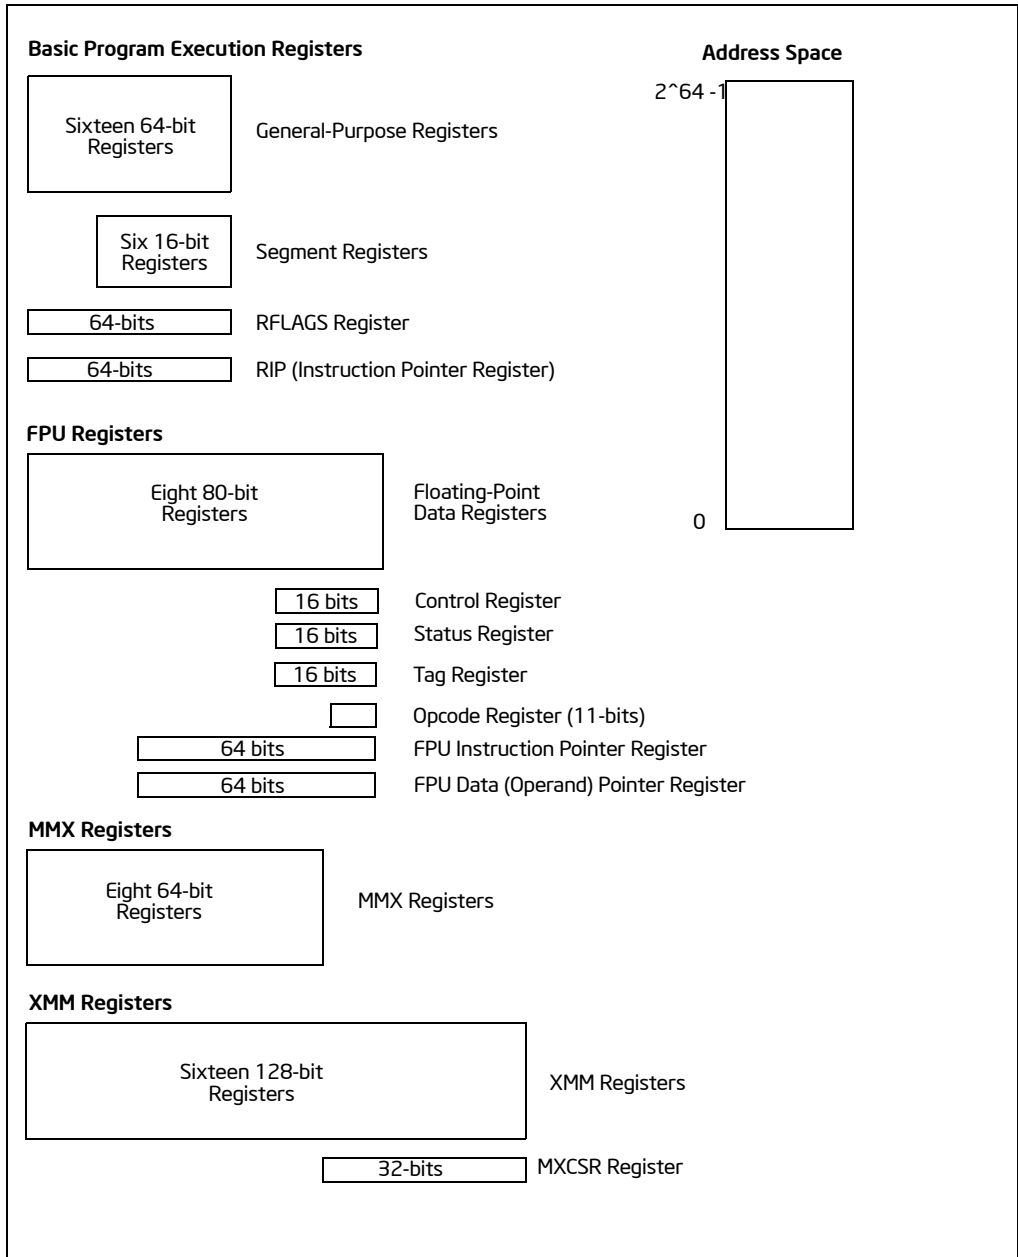 Basic Program Execution Registers
Address Space
2^64 -1
Sixteen 64-bit
Registers
General-Purpose Registers
Six 16-bit
Registers
Segment Registers
64-bits
RFLAGS Register
64-bits
RIP (Instruction Pointer Register)
FPU Registers
Eight 80-bit
Registers
Floating-Point
Data Registers
0
16 bits
Control Register
16 bits
Status Register
16 bits
Tag Register
Opcode Register (11-bits)
64 bits
FPU Instruction Pointer Register
64 bits
FPU Data (Operand) Pointer Register
MMX Registers
Eight 64-bit
Registers
MMX Registers
XMM Registers
Sixteen 128-bit
Registers
XMM Registers
32-bits
MXCSR Register